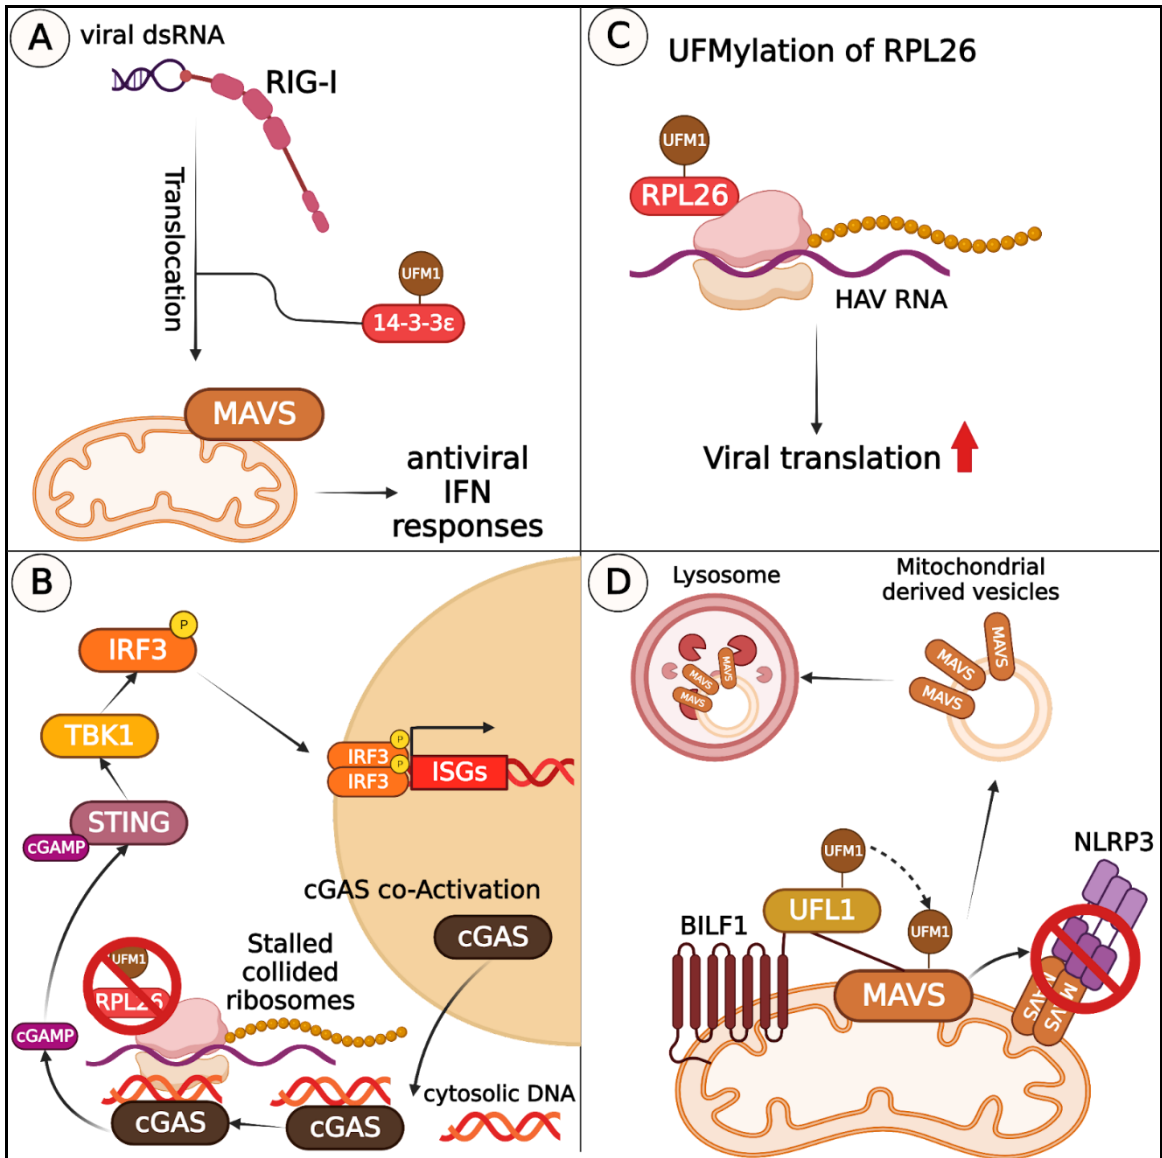 A
viral dsRNA
RIG-I
Translocation
UFM1
14-3-3ε
MAVS
antiviral
IFN
responses
C
UFMylation of RPL26
UFM1
RPL26
HAV RNA
Viral translation
B
P
IRF3
TBK1
STING
cGAMP
P
IRF3
P
IRF3
ISGs
cGAS co-Activation
cGAS
Stalled
collided
ribosomes
UFM1
RPL26
cGAMP
cytosolic DNA
cGAS
cGAS
D
Lysosome
Mitochondrial
derived vesicles
MAVS
MAVS
MAVS
MAVS
MAVS
MAVS
UFM1
NLRP3
UFL1
BILF1
UFM1
MAVS
MAVS
MAVS